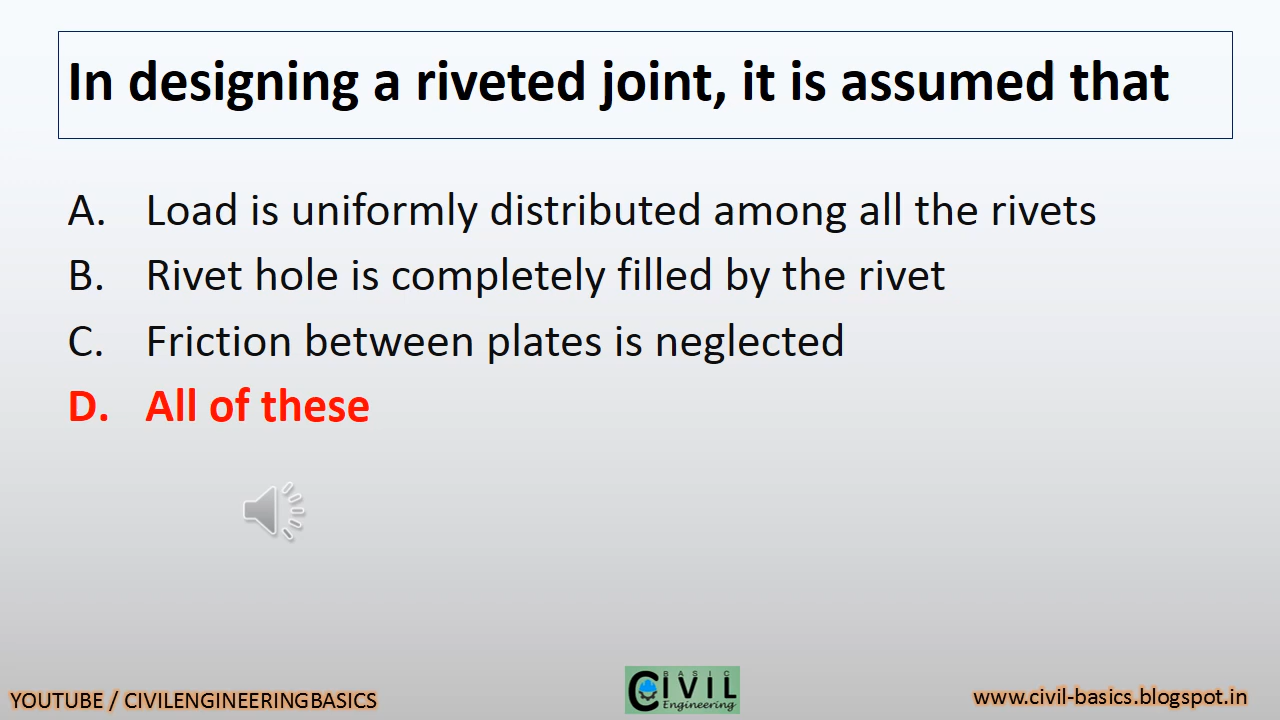 In designing a riveted joint, it is assumed that
A. Load is uniformly distributed among all the rivets
B. Rivet hole is completely filled by the rivet
C. Friction between plates is neglected
D. All of these
YOUTUBE / CIVILENGINEERINGBASICS
BASIC
CIVIL
Engineering
www.civil-basics.blogspot.in